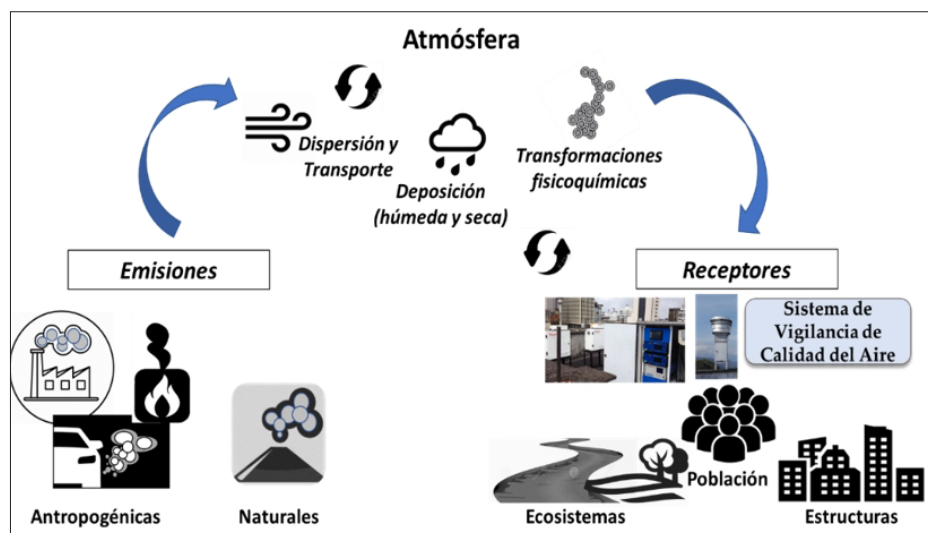 Atmósfera
Dispersión y
Transporte
Deposición
(húmeda y seca)
Transformaciones
fisicoquímicas
Emisiones
Receptores
Sistema de
Vigilancia de
Calidad del Aire
Antropogénicas
Naturales
Ecosistemas
Población
Estructuras